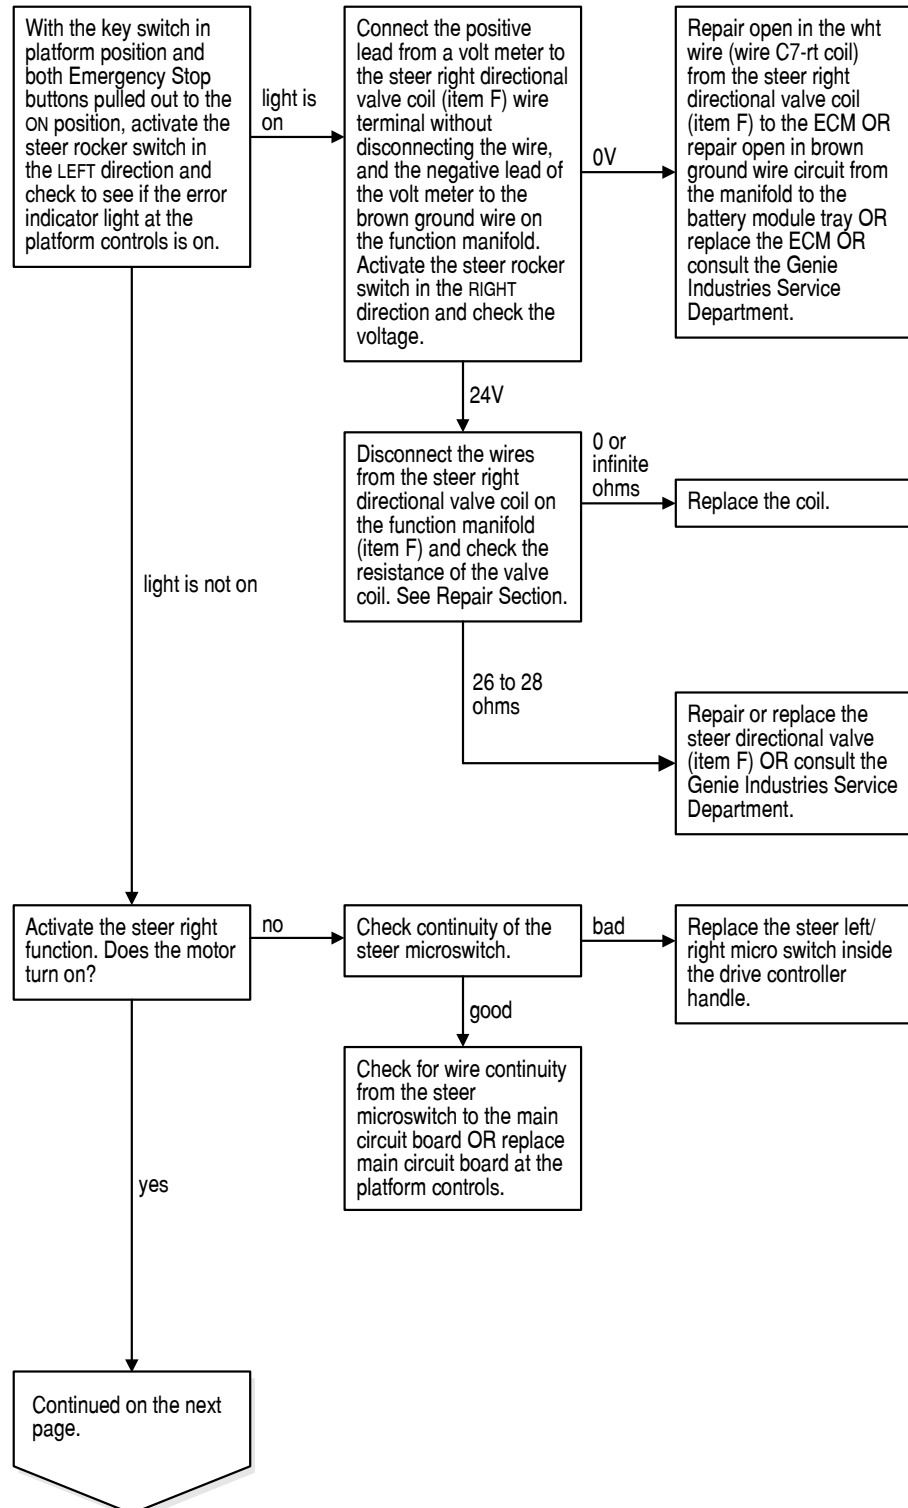 With the key switch in
platform position and
both Emergency Stop
buttons pulled out to the
ON position, activate the
steer rocker switch in
the LEFT direction and
check to see if the error
indicator light at the
platform controls is on.
light is
on
Connect the positive
lead from a volt meter to
the steer right directional
valve coil (item F) wire
terminal without
disconnecting the wire,
and the negative lead of
the volt meter to the
brown ground wire on
the function manifold.
Activate the steer rocker
switch in the RIGHT
direction and check the
voltage.
0V
Repair open in the wht
wire (wire C7-rt coil)
from the steer right
directional valve coil
(item F) to the ECM OR
repair open in brown
ground wire circuit from
the manifold to the
battery module tray OR
replace the ECM OR
consult the Genie
Industries Service
Department.
24V
Disconnect the wires
from the steer right
directional valve coil on
the function manifold
(item F) and check the
resistance of the valve
coil. See Repair Section.
0 or
infinite
ohms
Replace the coil.
light is not on
26 to 28
ohms
Repair or replace the
steer directional valve
(item F) OR consult the
Genie Industries Service
Department.
Activate the steer right
function. Does the motor
turn on?
no
Check continuity of the
steer microswitch.
bad
Replace the steer left/
right micro switch inside
the drive controller
handle.
good
Check for wire continuity
from the steer
microswitch to the main
circuit board OR replace
main circuit board at the
platform controls.
yes
Continued on the next
page.